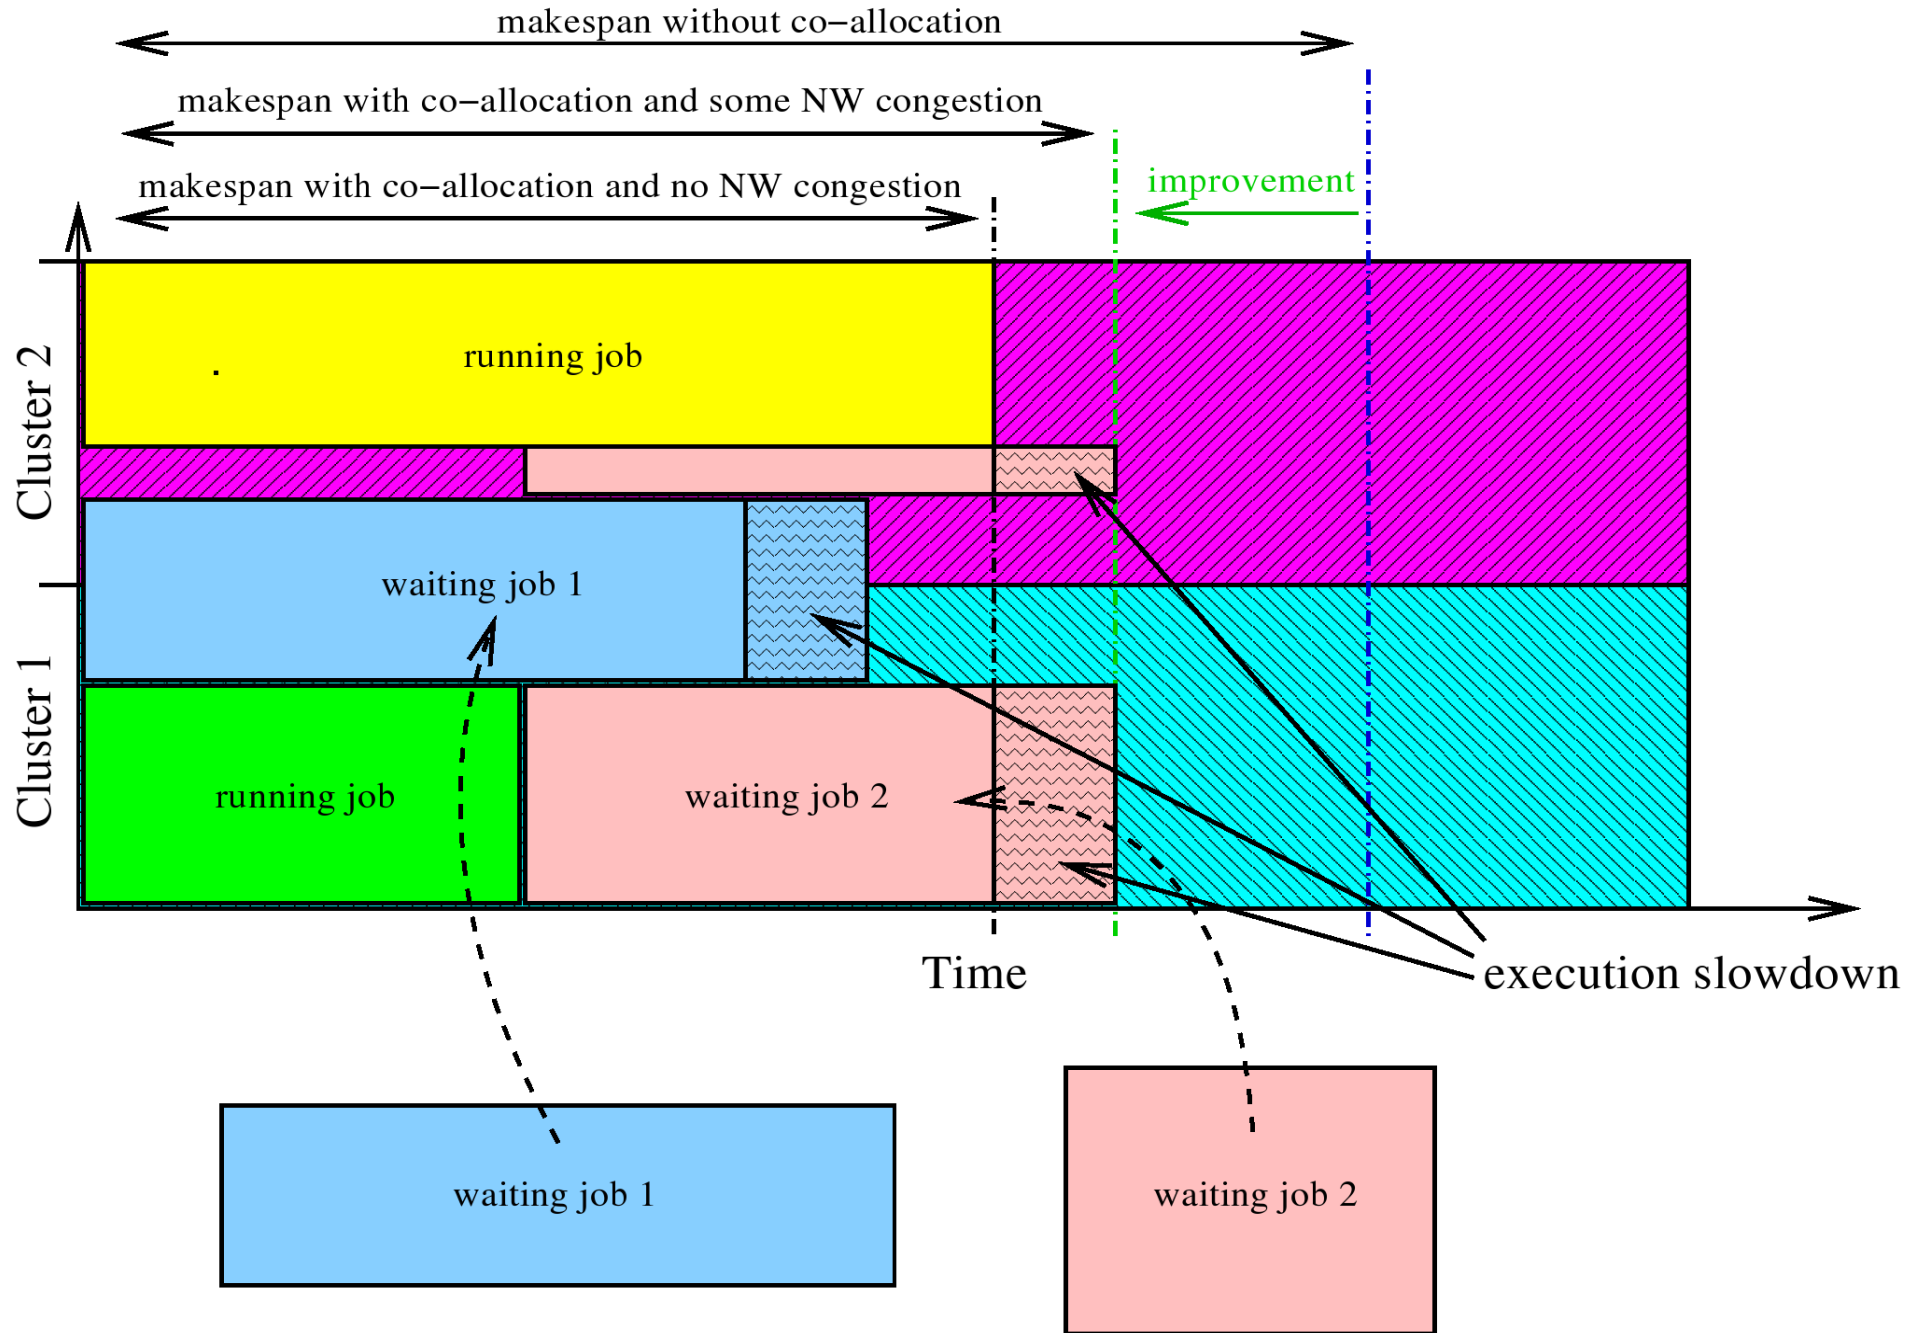 makespan without co−allocation
makespan with co−allocation and some NW congestion
makespan with co−allocation and no NW congestion
improvement
Cluster 2
running job
waiting job 1
Cluster 1
running job
waiting job 2
Time
execution slowdown
waiting job 1
waiting job 2